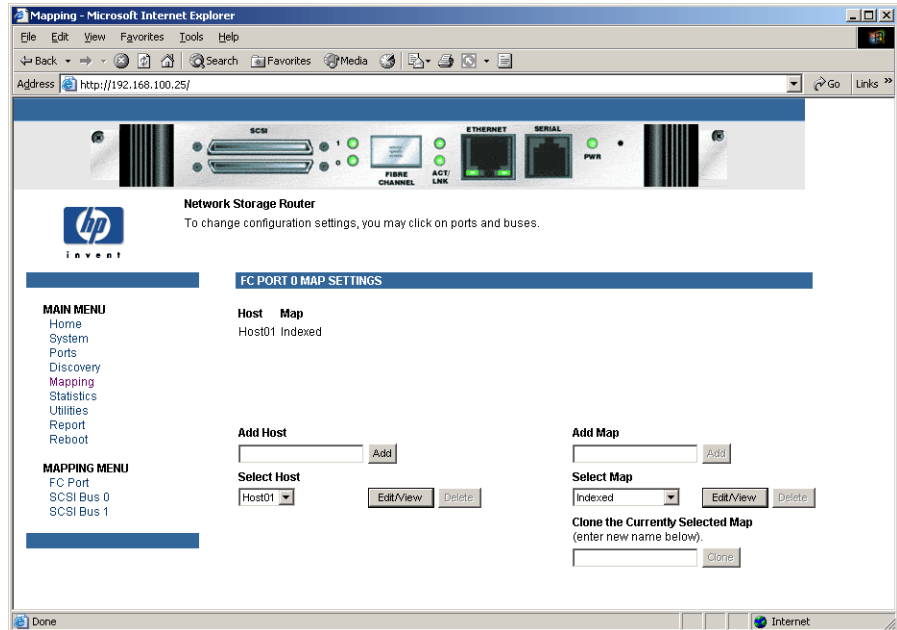 Mapping - Microsoft Internet Explorer
File Edit View Favorites Tools Help
Back Search Favorites Media
Address http://192.168.100.25/ Go Links »
SCSI
1
0
FIBRE CHANNEL
ACT/ LNK
ETHERNET
SERIAL
PWR
hp
invent
Network Storage Router
To change configuration settings, you may click on ports and buses.
FC PORT 0 MAP SETTINGS
MAIN MENU
Home
System
Ports
Discovery
Mapping
Statistics
Utilities
Report
Reboot
MAPPING MENU
FC Port
SCSI Bus 0
SCSI Bus 1
Host Map
Host01 Indexed
Add Host
Add
Select Host
Host01 Edit/View Delete
Add Map
Add
Select Map
Indexed Edit/View Delete
Clone the Currently Selected Map
(enter new name below).
Clone
Done Internet